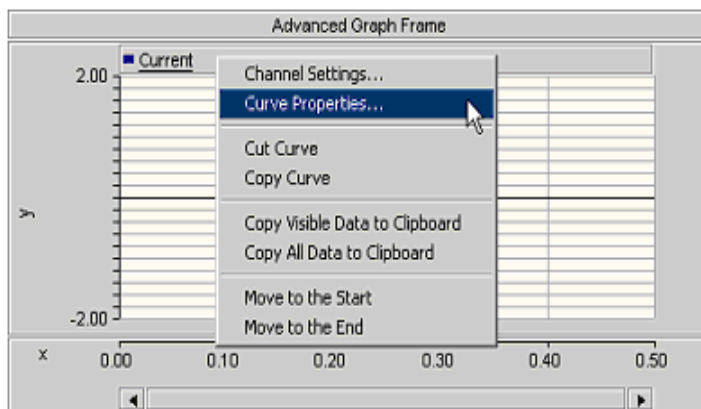 Advanced Graph Frame
Current
2.00
Channel Settings...
Curve Properties...
Cut Curve
Copy Curve
y
Copy Visible Data to Clipboard
Copy All Data to Clipboard
Move to the Start
-2.00
Move to the End
x 0.00 0.10 0.20 0.30 0.40 0.50